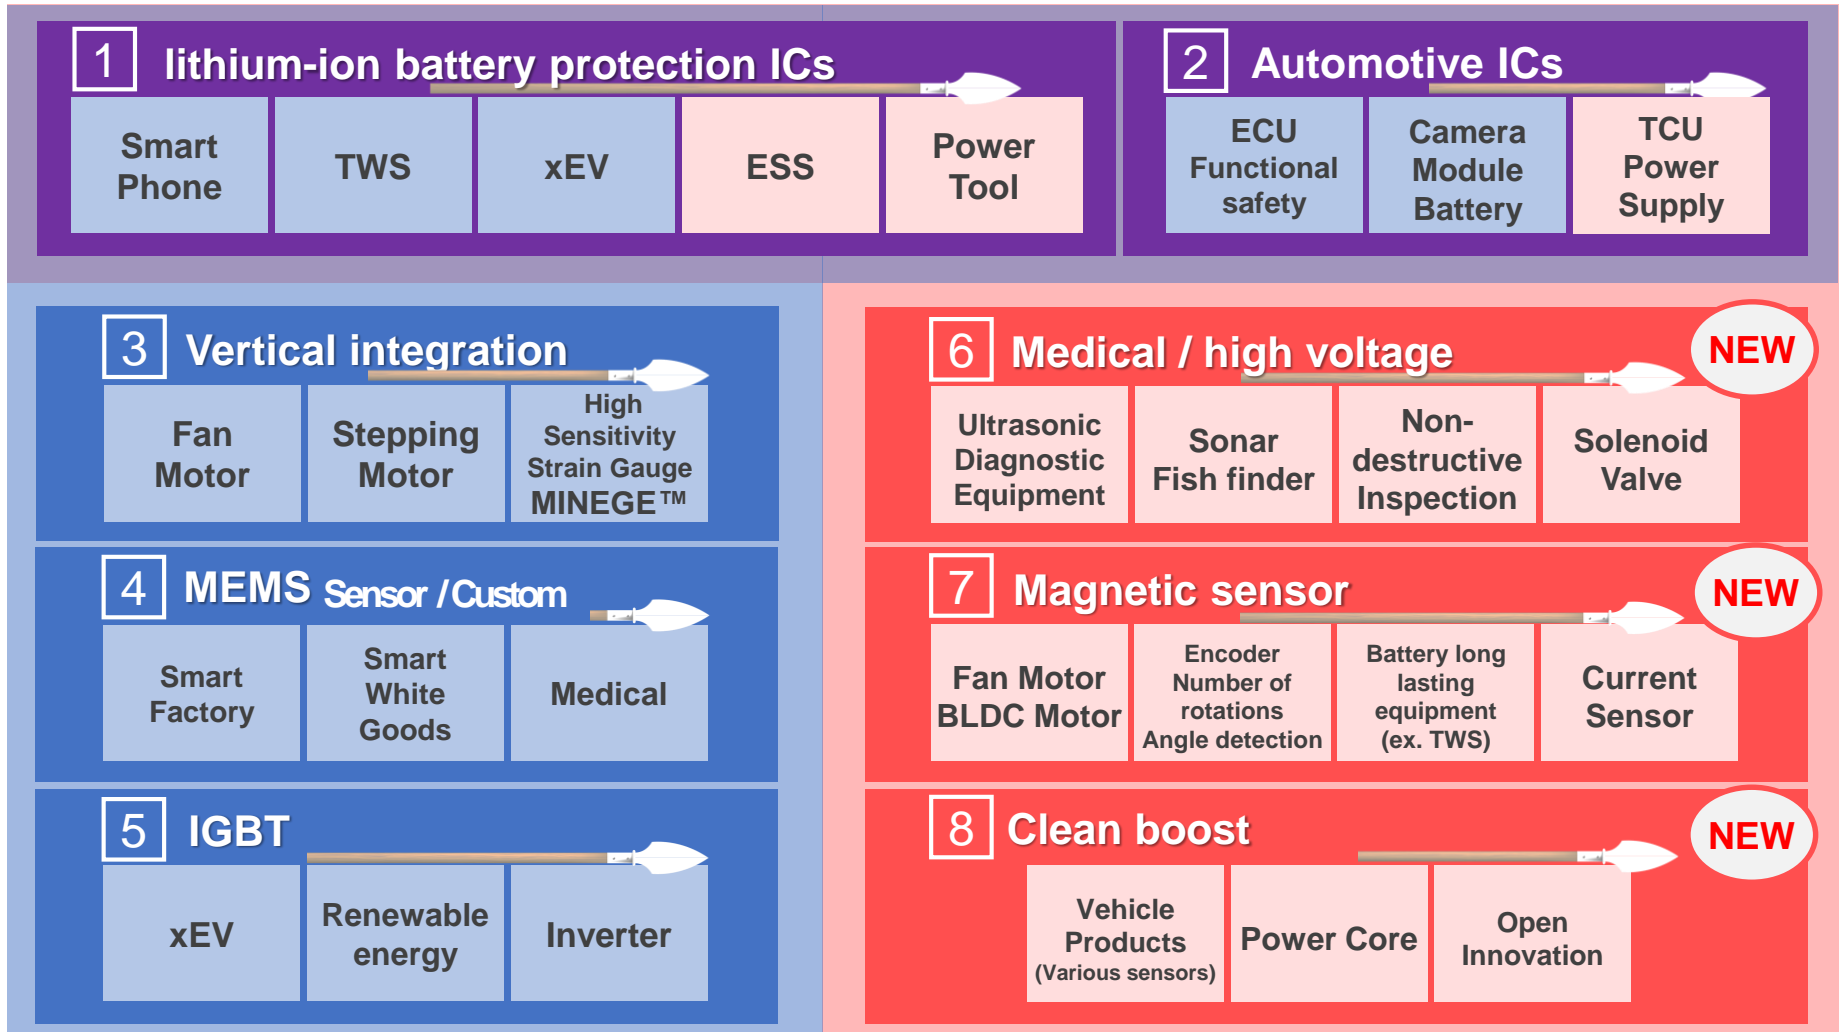 1 lithium-ion battery protection ICs
Smart
Phone
TWS
xEV
ESS
Power
Tool
2 Automotive ICs
ECU
Functional
safety
Camera
Module
Battery
TCU
Power
Supply
3 Vertical integration
Fan
Motor
Stepping
Motor
High
Sensitivity
Strain Gauge
MINEGE™
4 MEMS Sensor / Custom
Smart
Factory
Smart
White
Goods
Medical
5 IGBT
xEV
Renewable
energy
Inverter
6 Medical / high voltage
NEW
Ultrasonic
Diagnostic
Equipment
Sonar
Fish finder
Non-
destructive
Inspection
Solenoid
Valve
7 Magnetic sensor
NEW
Fan Motor
BLDC Motor
Encoder
Number of
rotations
Angle detection
Battery long
lasting
equipment
(ex. TWS)
Current
Sensor
8 Clean boost
NEW
Vehicle
Products
(Various sensors)
Power Core
Open
Innovation